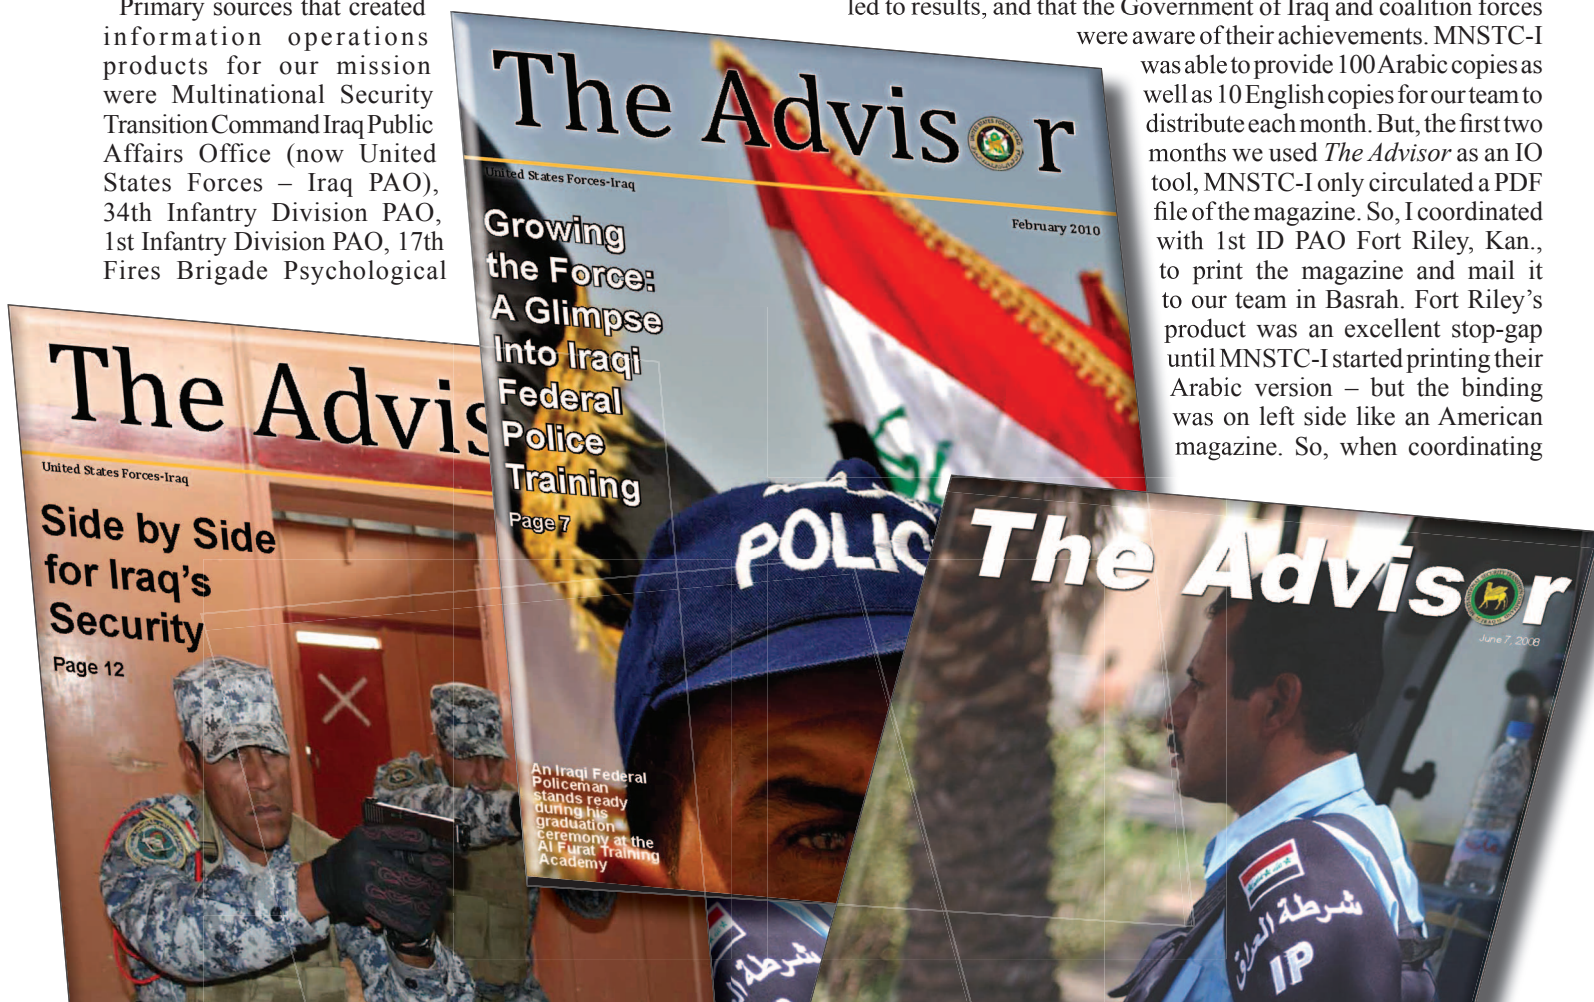 Primary sources that created
information operations
products for our mission
were Multinational Security
Transition Command Iraq Public
Affairs Office (now United
States Forces – Iraq PAO),
34th Infantry Division PAO,
1st Infantry Division PAO, 17th
Fires Brigade Psychological
led to results, and that the Government of Iraq and coalition forces
were aware of their achievements. MNSTC-I
was able to provide 100 Arabic copies as
well as 10 English copies for our team to
distribute each month. But, the first two
months we used The Advisor as an IO
tool, MNSTC-I only circulated a PDF
file of the magazine. So, I coordinated
with 1st ID PAO Fort Riley, Kan.,
to print the magazine and mail it
to our team in Basrah. Fort Riley's
product was an excellent stop-gap
until MNSTC-I started printing their
Arabic version – but the binding
was on left side like an American
magazine. So, when coordinating
The Advisor
United States Forces-Iraq
February 2010
Growing
the Force:
A Glimpse
Into Iraqi
Federal
Police
Training
Page 7
POLIC
An Iraqi Federal
Policeman
stands ready
during his
graduation
ceremony at the
Al Furat Training
Academy
The Advis
United States Forces-Iraq
Side by Side
for Iraq's
Security
Page 12
The Advisor
June 7, 2008
شرطة العراق
IP
شرطة